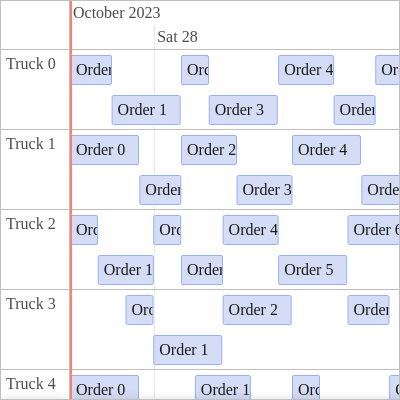 October 2023
Sat 28
Truck 0
Order Orc Order 4 Or
Order 1 Order 3 Order
Truck 1
Order 0 Order 2 Order 4
Order Order 3 Orde
Truck 2
Orc Orc Order 4 Order 6
Order 1 Order Order 5
Truck 3
Orc Order 2 Order
Order 1
Truck 4
Order 0 Order 1 Orc